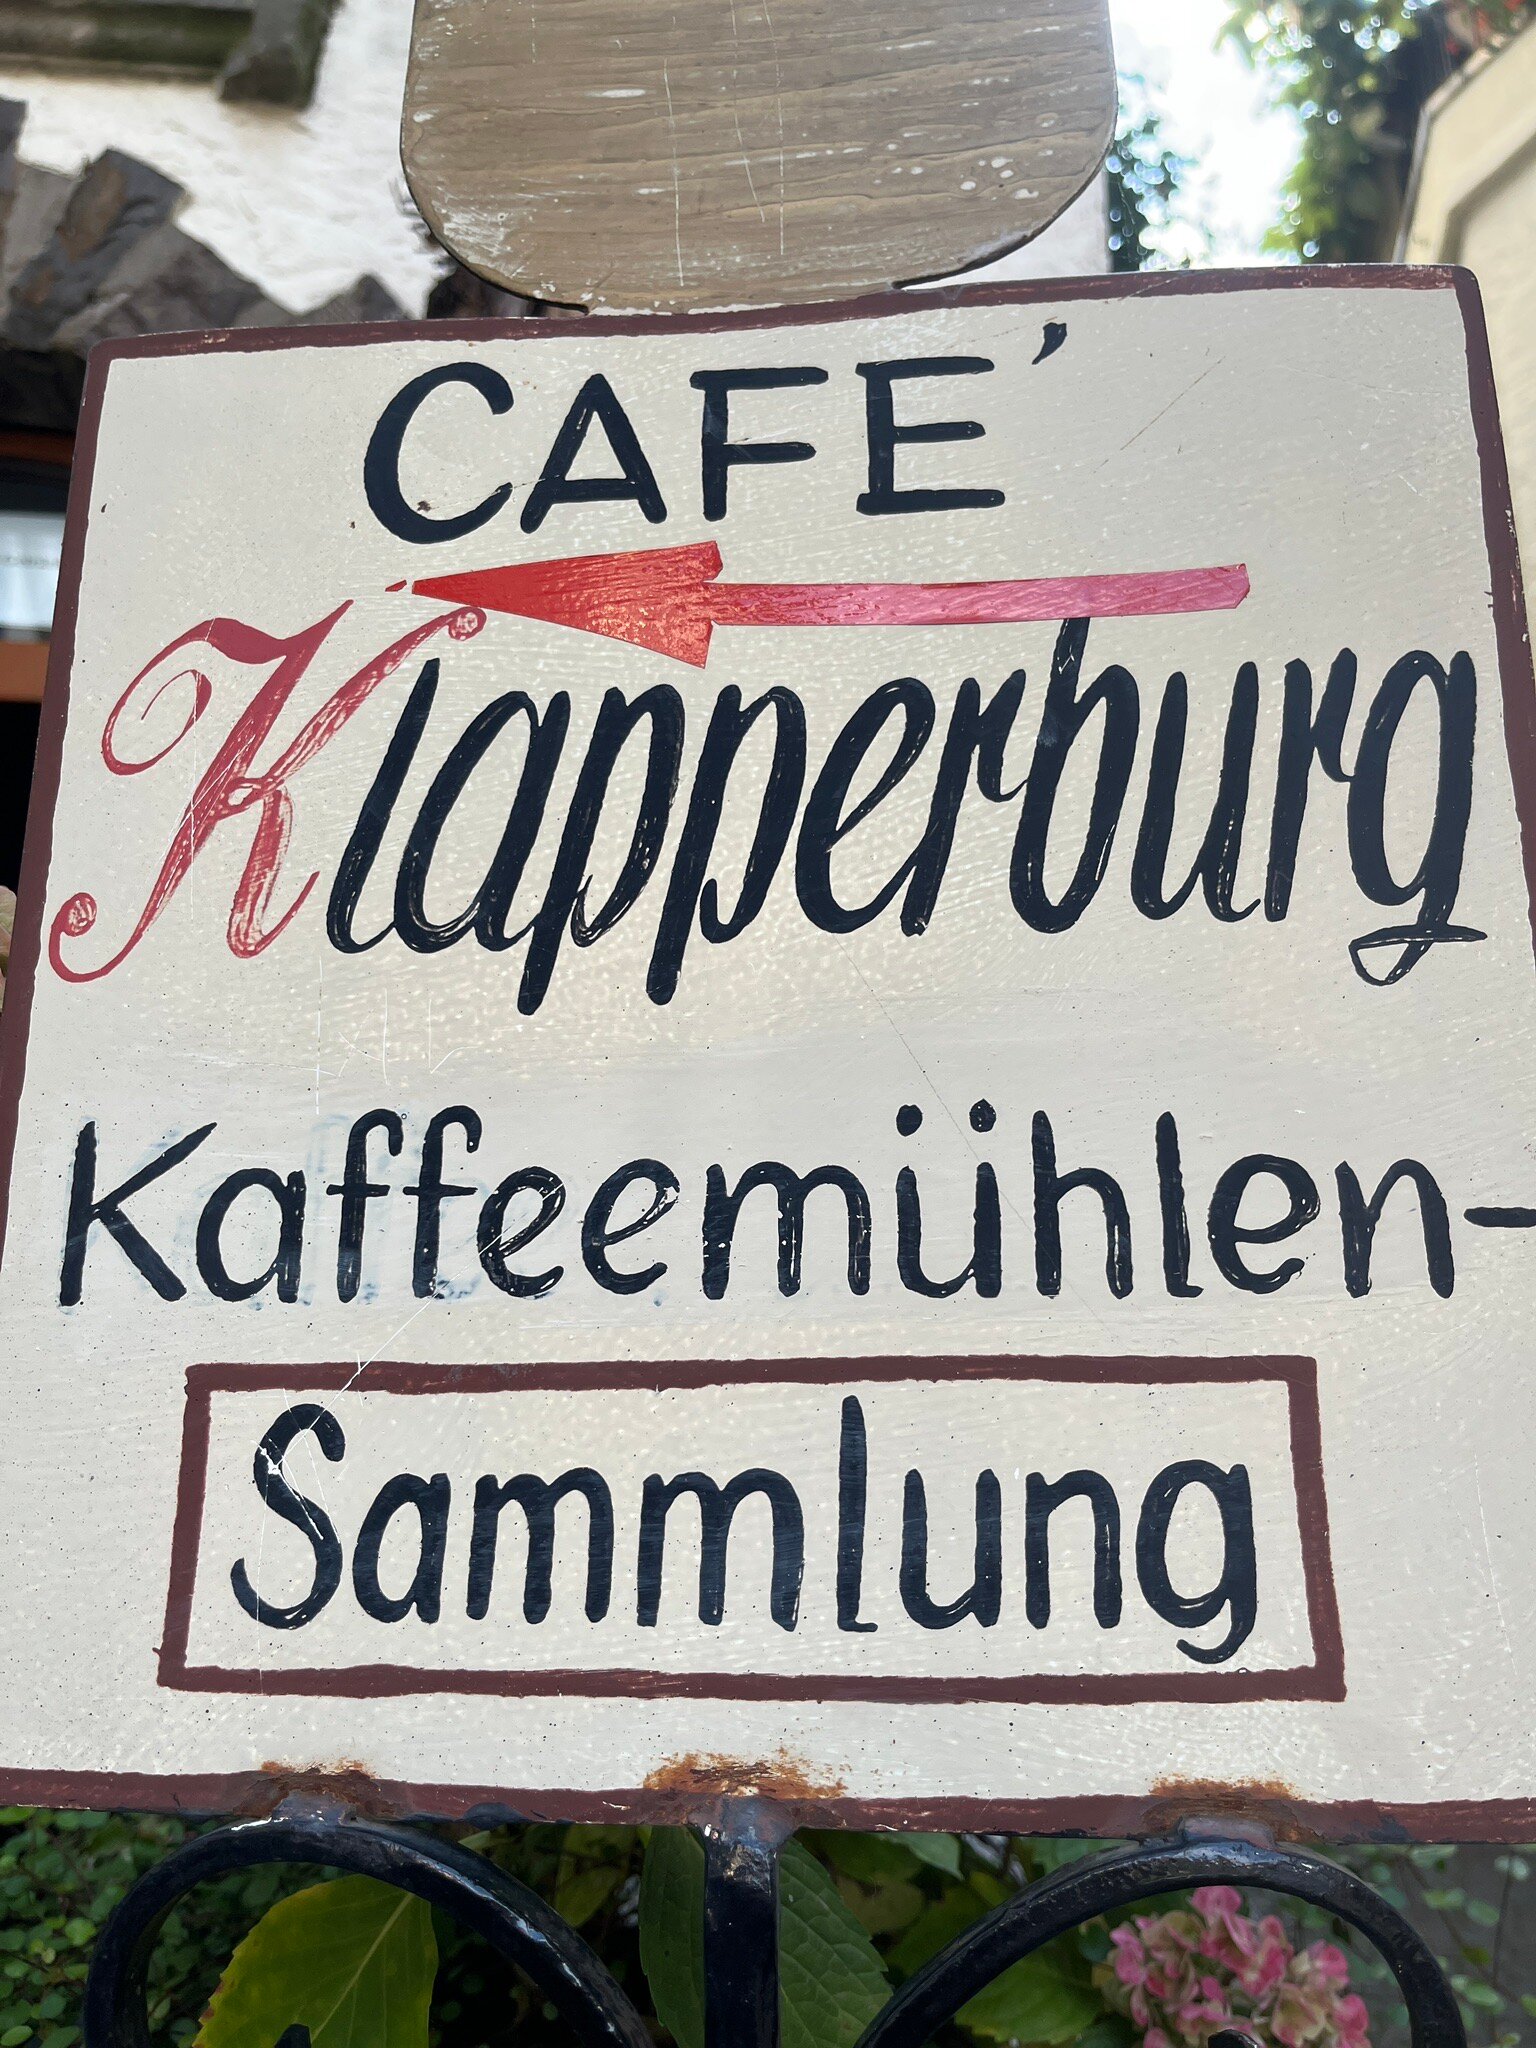 CAFE´
Klapperburg
Kaffeemühlen-
Sammlung